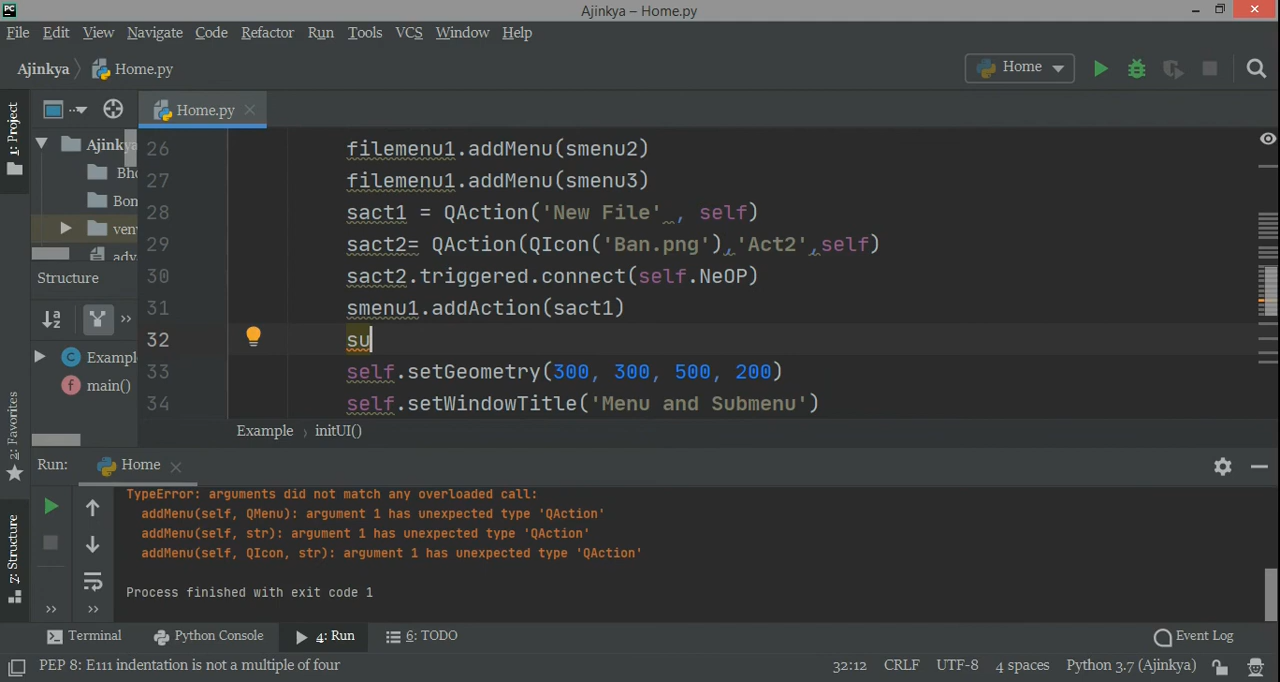 PC
Ajinkya – Home.py
File Edit View Navigate Code Refactor Run Tools VCS Window Help
Ajinkya Home.py Home
1: Project Home.py
Ajinkya
Bh
Bom
ven
adv
26 filemenu1.addMenu(smenu2)
27 filemenu1.addMenu(smenu3)
28 sact1 = QAction('New File' , self)
29 sact2= QAction(QIcon('Ban.png'),'Act2',self)
30 sact2.triggered.connect(self.NeOP)
31 smenu1.addAction(sact1)
32 su
33 self.setGeometry(300, 300, 500, 200)
34 self.setWindowTitle('Menu and Submenu')
Structure
Exampl
main()
Example › initUI()
2: Favorites
7: Structure
Run: Home
TypeError: arguments did not match any overloaded call:
addMenu(self, QMenu): argument 1 has unexpected type 'QAction'
addMenu(self, str): argument 1 has unexpected type 'QAction'
addMenu(self, QIcon, str): argument 1 has unexpected type 'QAction'
Process finished with exit code 1
Terminal Python Console 4: Run 6: TODO Event Log
PEP 8: E111 indentation is not a multiple of four 32:12 CRLF UTF-8 4 spaces Python 3.7 (Ajinkya)